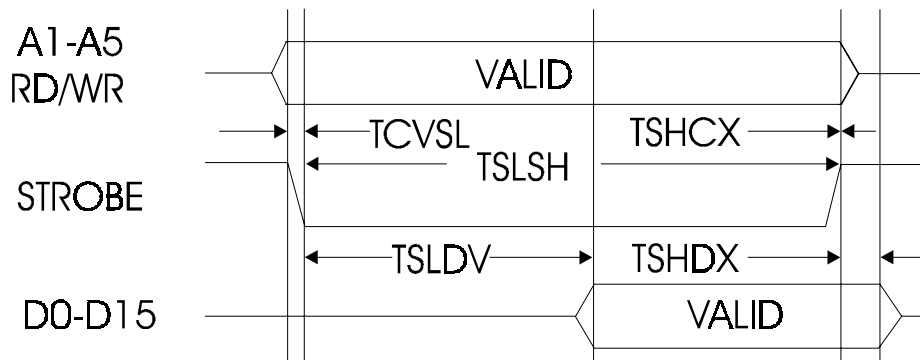 A1-A5
RD/WR
VALID
TCVSL
TSHCX
TSLSH
STROBE
TSLDV
TSHDX
D0-D15
VALID